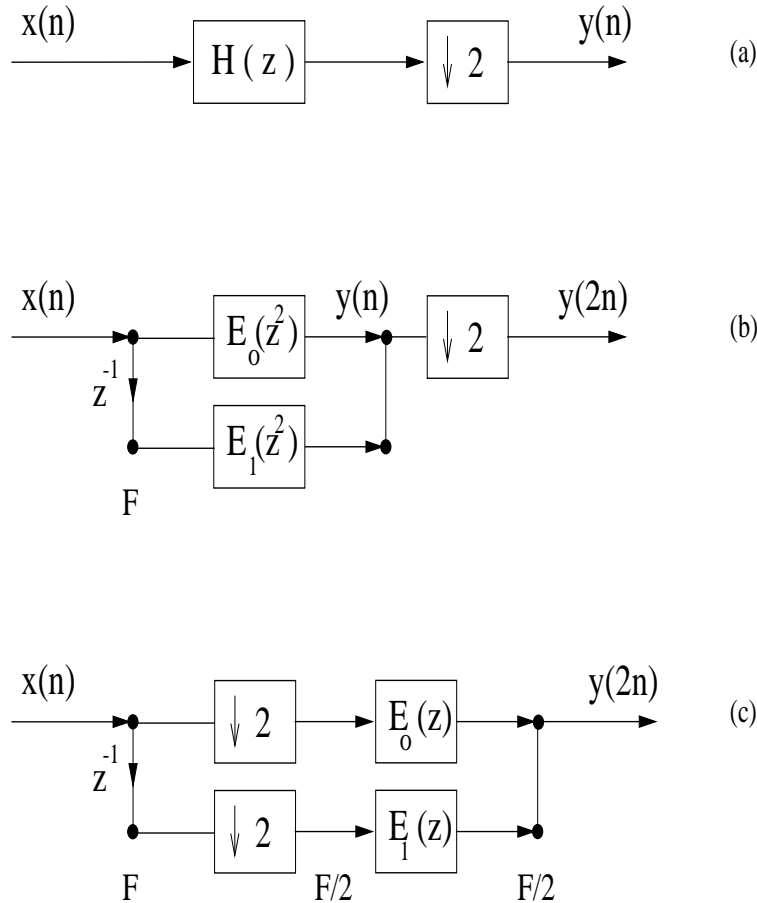 x(n) y(n)
H ( z ) ↓ 2 (a)
x(n) y(n) y(2n)
E₀(z²) ↓ 2 (b)
z⁻¹
E₁(z²)
F
x(n) y(2n)
↓ 2 E₀(z) (c)
z⁻¹
↓ 2 E₁(z)
F F/2 F/2